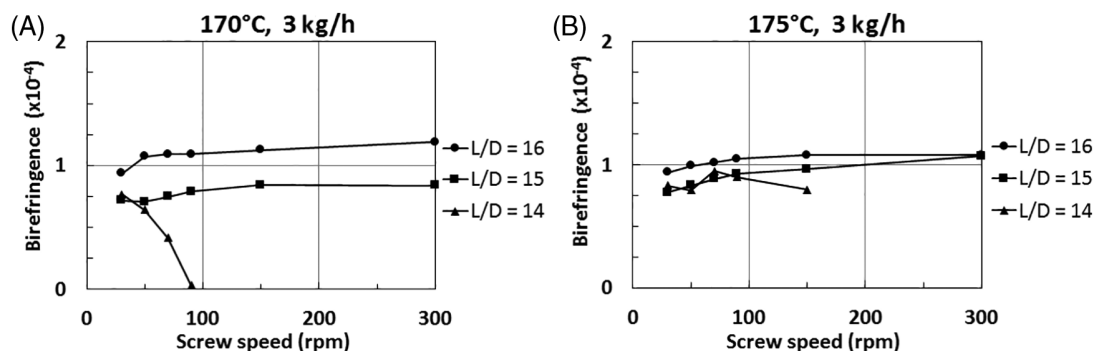 (A)
170°C, 3 kg/h
Birefringence (x10⁻⁴)
2
1
0
0 100 200 300
Screw speed (rpm)
L/D = 16
L/D = 15
L/D = 14
(B)
175°C, 3 kg/h
Birefringence (x10⁻⁴)
2
1
0
0 100 200 300
Screw speed (rpm)
L/D = 16
L/D = 15
L/D = 14